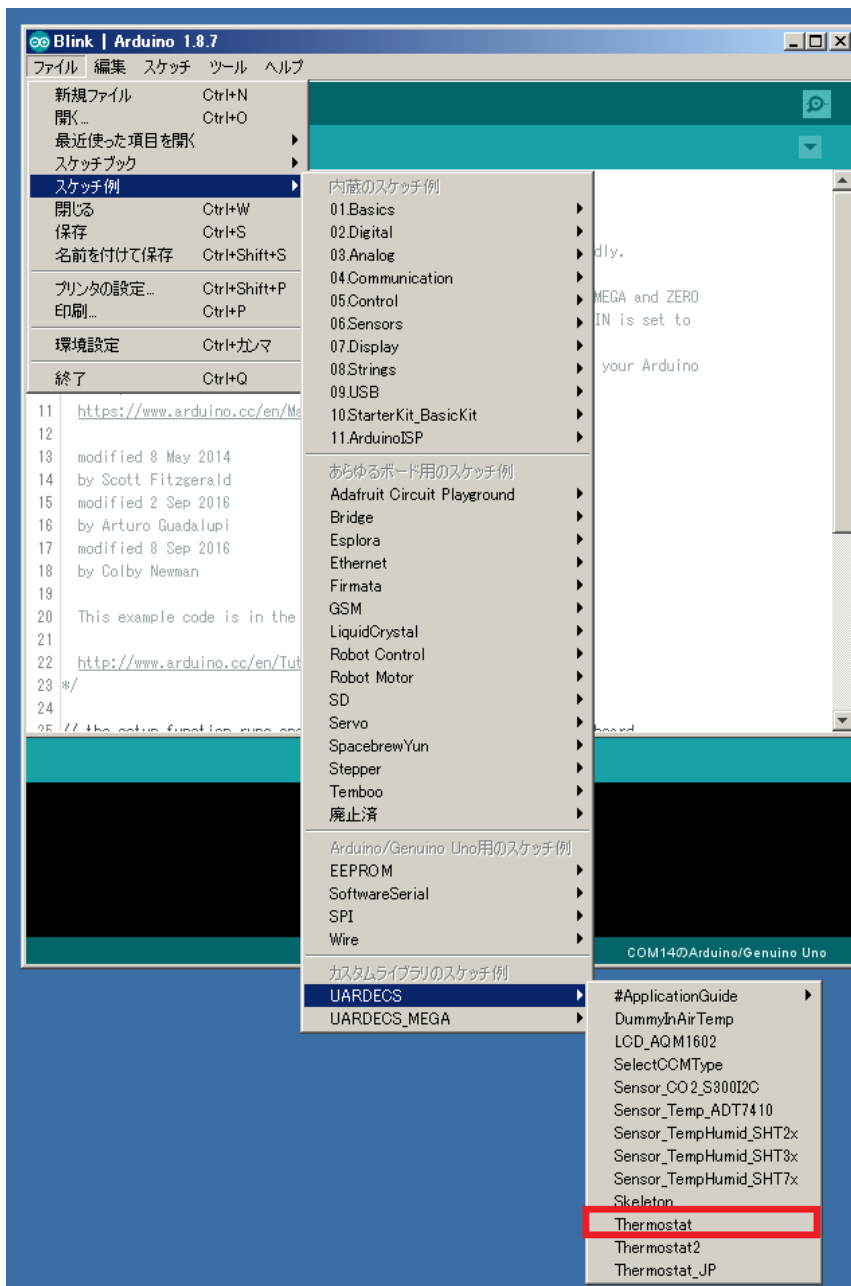 Blink | Arduino 1.8.7
ファイル 編集 スケッチ ツール ヘルプ
新規ファイル Ctrl+N
開く... Ctrl+O
最近使った項目を開く
スケッチブック
スケッチ例
閉じる Ctrl+W
保存 Ctrl+S
名前を付けて保存 Ctrl+Shift+S
プリンタの設定... Ctrl+Shift+P
印刷... Ctrl+P
環境設定 Ctrl+カンマ
終了 Ctrl+Q
内蔵のスケッチ例
01.Basics
02.Digital
03.Analog
04.Communication
05.Control
06.Sensors
07.Display
08.Strings
09.USB
10.StarterKit_BasicKit
11.ArduinoISP
あらゆるボード用のスケッチ例
Adafruit Circuit Playground
Bridge
Esplora
Ethernet
Firmata
GSM
LiquidCrystal
Robot Control
Robot Motor
SD
Servo
SpacebrewYun
Stepper
Temboo
廃止済
Arduino/Genuino Uno用のスケッチ例
EEPROM
SoftwareSerial
SPI
Wire
カスタムライブラリのスケッチ例
UARDECS
UARDECS_MEGA
#ApplicationGuide
DummyInAirTemp
LCD_AQM1602
SelectCCMType
Sensor_CO2_S300I2C
Sensor_Temp_ADT7410
Sensor_TempHumid_SHT2x
Sensor_TempHumid_SHT3x
Sensor_TempHumid_SHT7x
Skeleton
Thermostat
Thermostat2
Thermostat_JP
dly.
MEGA and ZERO
IN is set to
your Arduino
11 https://www.arduino.cc/en/Ma
12
13 modified 8 May 2014
14 by Scott Fitzgerald
15 modified 2 Sep 2016
16 by Arturo Guadalupi
17 modified 8 Sep 2016
18 by Colby Newman
19
20 This example code is in the
21
22 http://www.arduino.cc/en/Tut
23 */
24
25 // the setup function runs
COM14のArduino/Genuino Uno